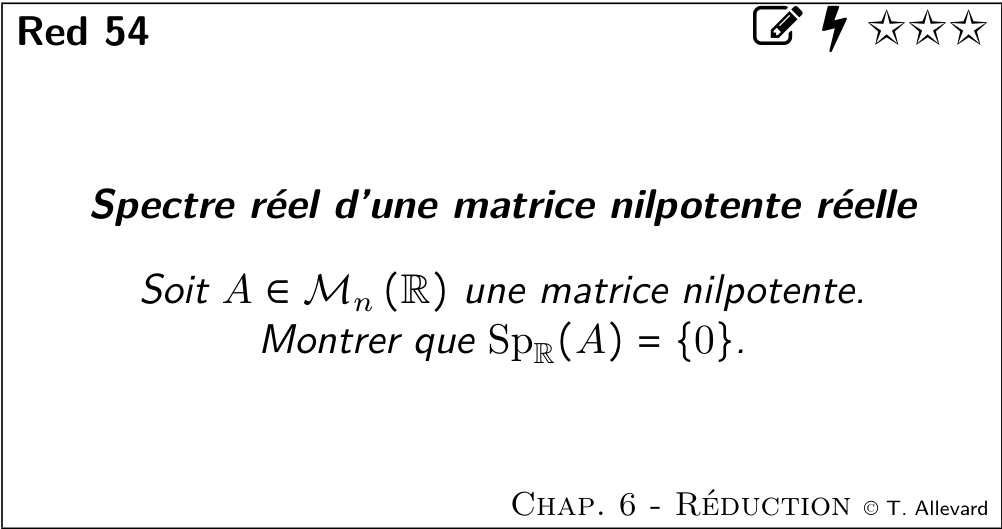 Red 54 ☆☆☆
Spectre réel d'une matrice nilpotente réelle
Soit A ∈ ℳₙ (ℝ) une matrice nilpotente.
Montrer que Sp_ℝ(A) = {0}.
CHAP. 6 - RÉDUCTION © T. Allevard